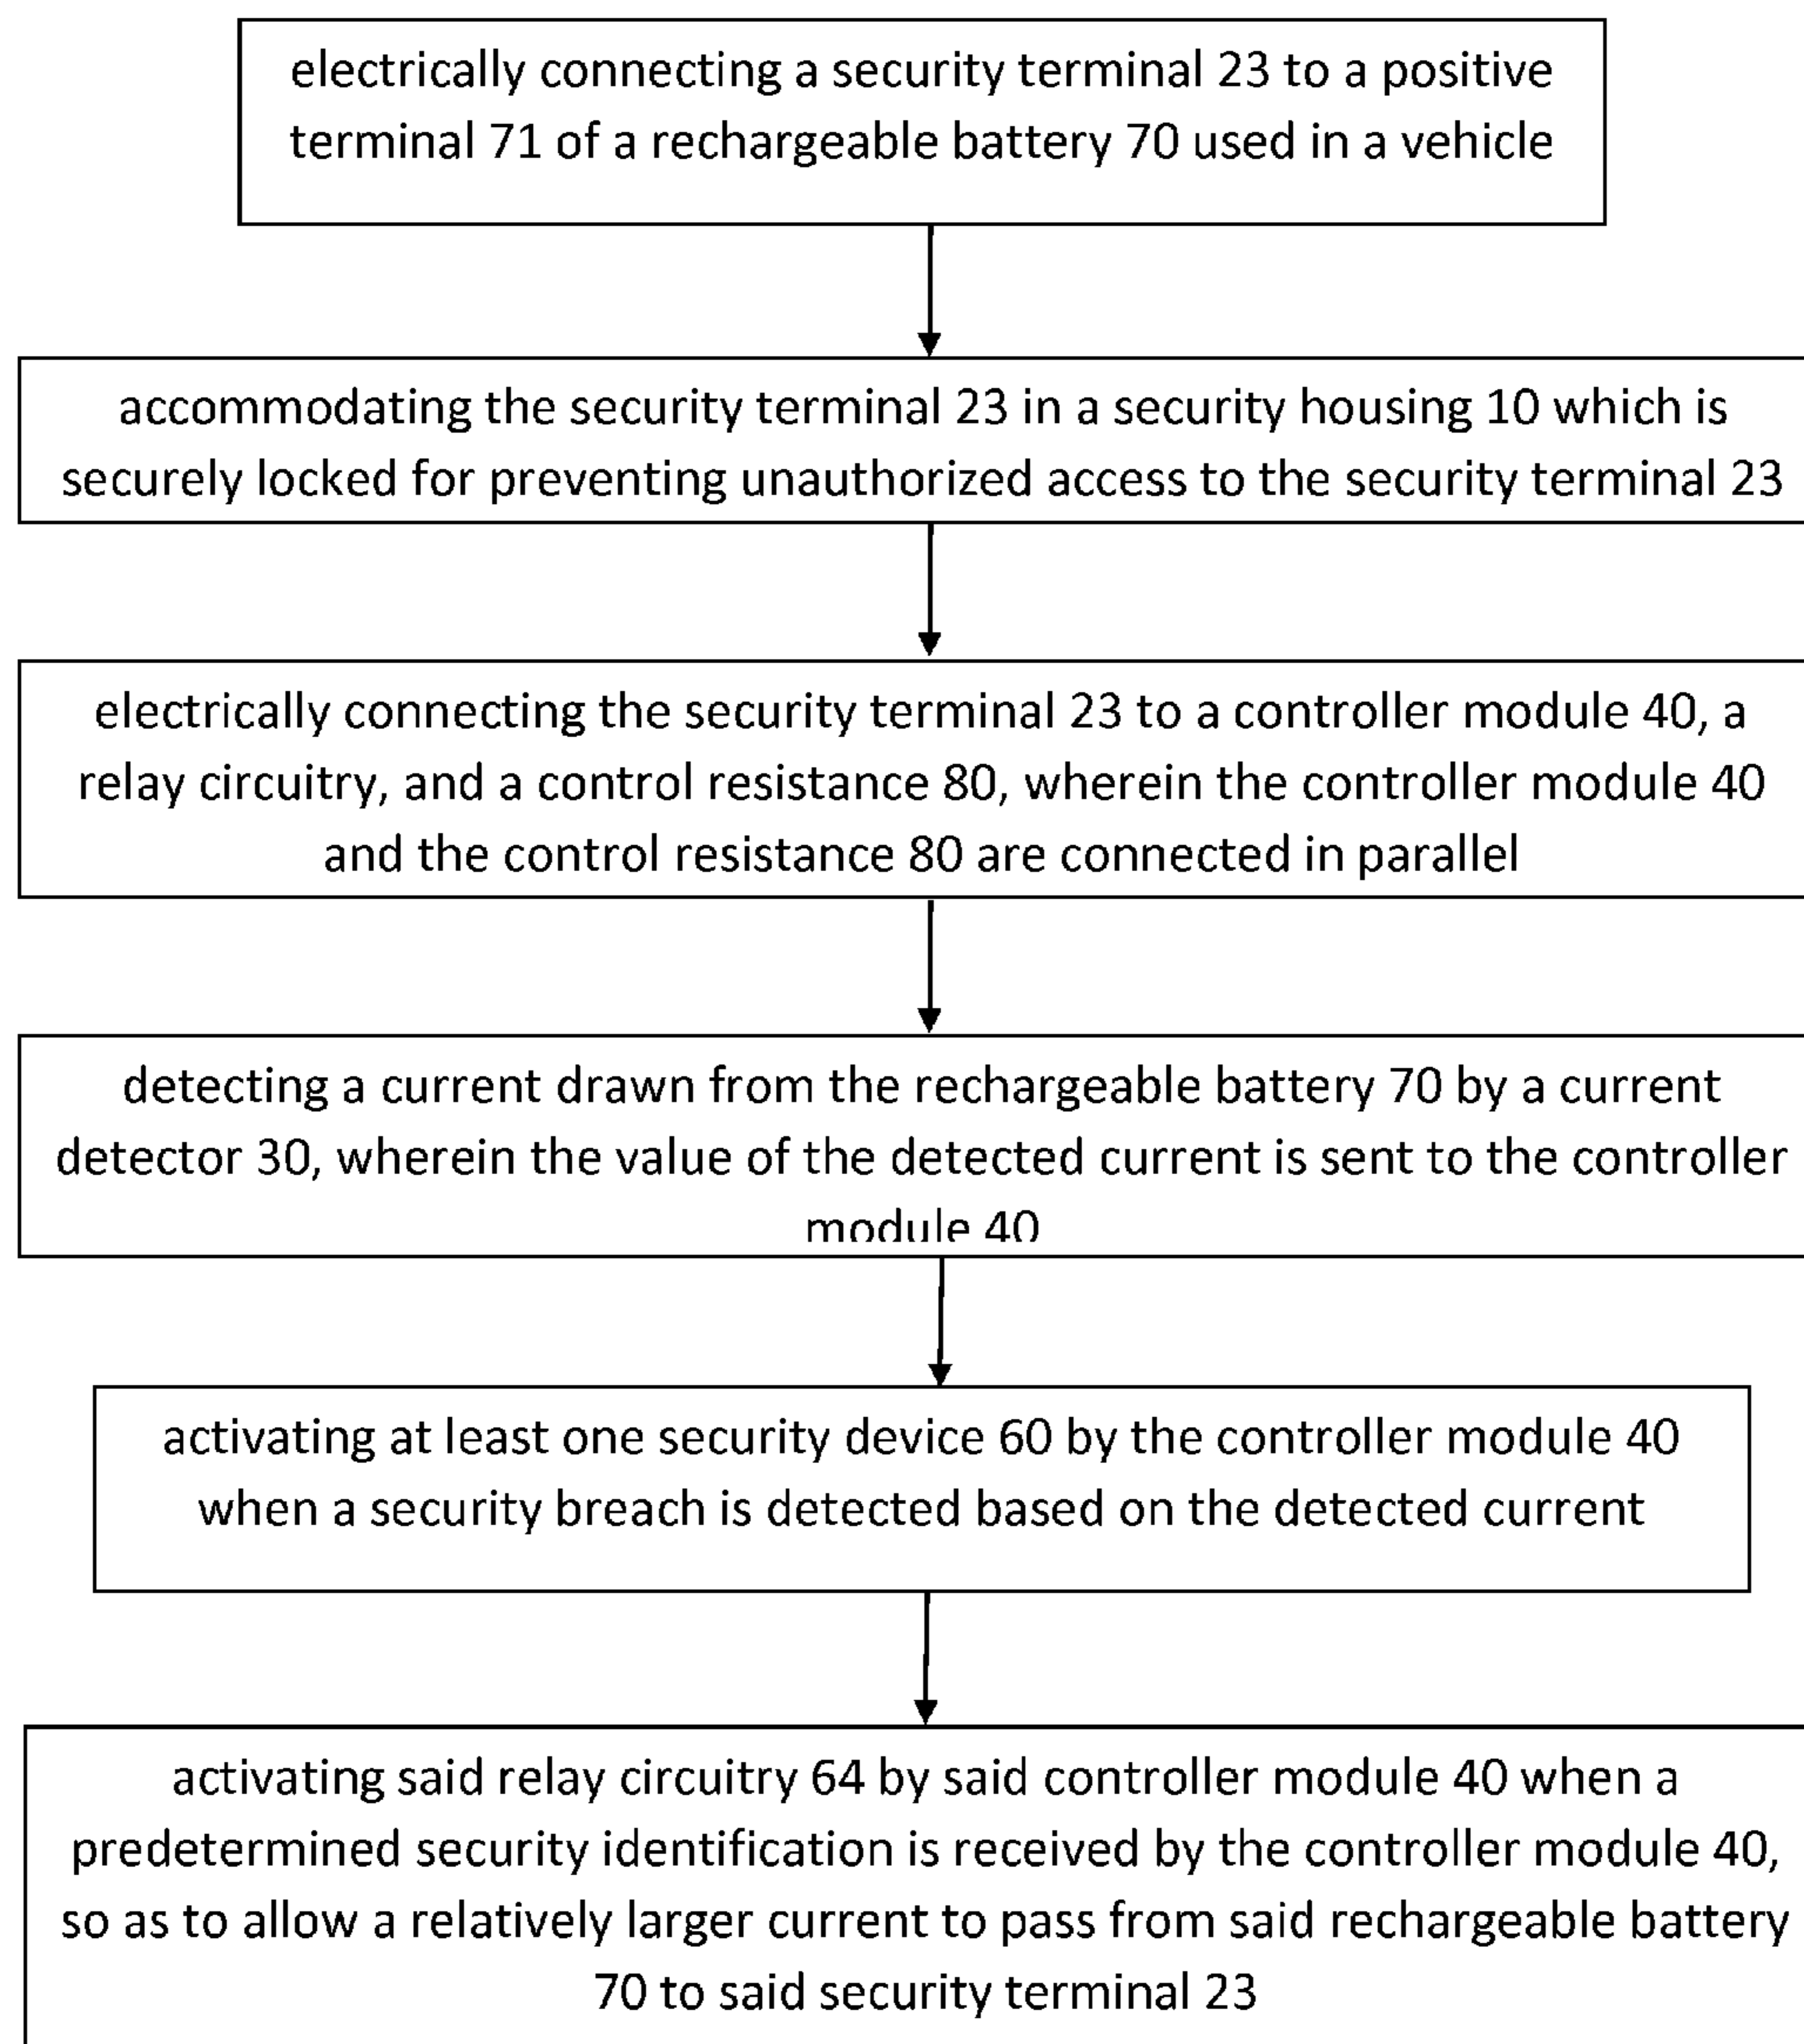 electrically connecting a security terminal 23 to a positive
terminal 71 of a rechargeable battery 70 used in a vehicle
accommodating the security terminal 23 in a security housing 10 which is
securely locked for preventing unauthorized access to the security terminal 23
electrically connecting the security terminal 23 to a controller module 40, a
relay circuitry, and a control resistance 80, wherein the controller module 40
and the control resistance 80 are connected in parallel
detecting a current drawn from the rechargeable battery 70 by a current
detector 30, wherein the value of the detected current is sent to the controller
module 40
activating at least one security device 60 by the controller module 40
when a security breach is detected based on the detected current
activating said relay circuitry 64 by said controller module 40 when a
predetermined security identification is received by the controller module 40,
so as to allow a relatively larger current to pass from said rechargeable battery
70 to said security terminal 23